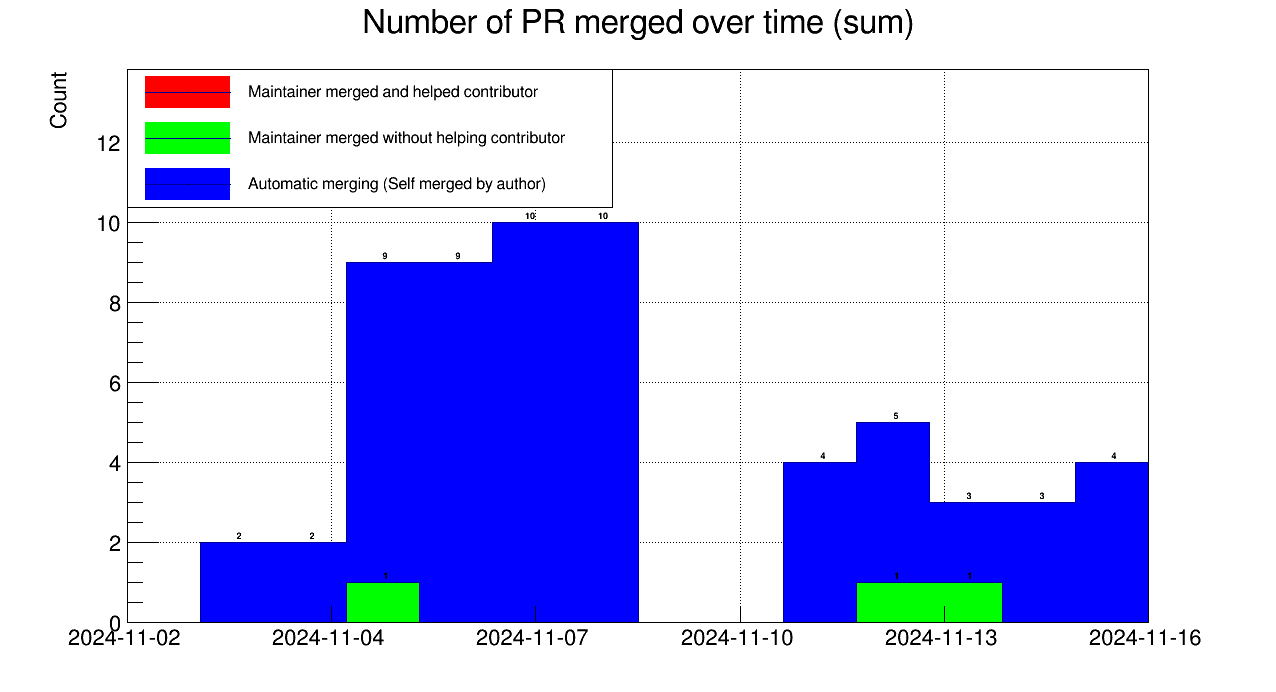 Number of PR merged over time (sum)
Count
Maintainer merged and helped contributor
Maintainer merged without helping contributor
Automatic merging (Self merged by author)
12
10
8
6
4
2
0
10 10
9 9
5
4 4
3 3
2 2
1 1 1
2024-11-02 2024-11-04 2024-11-07 2024-11-10 2024-11-13 2024-11-16